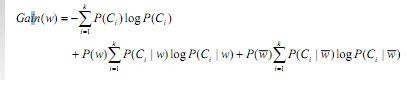 Gain(w) = −∑_{i=1}^{k} P(C_i) log P(C_i)
+ P(w)∑_{i=1}^{k} P(C_i | w) log P(C_i | w) + P(w̅)∑_{i=1}^{k} P(C_i | w̅) log P(C_i | w̅)